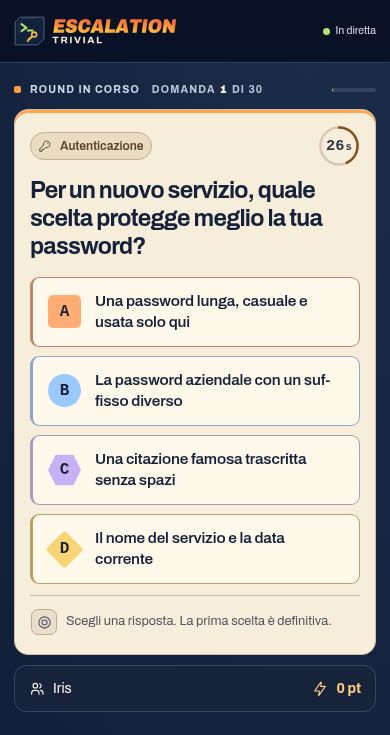 ESCALATION
TRIVIAL
In diretta
ROUND IN CORSO DOMANDA 1 DI 30
Autenticazione
26s
Per un nuovo servizio, quale
scelta protegge meglio la tua
password?
A
Una password lunga, casuale e
usata solo qui
B
La password aziendale con un suf-
fisso diverso
C
Una citazione famosa trascritta
senza spazi
D
Il nome del servizio e la data
corrente
Scegli una risposta. La prima scelta è definitiva.
Iris
0 pt